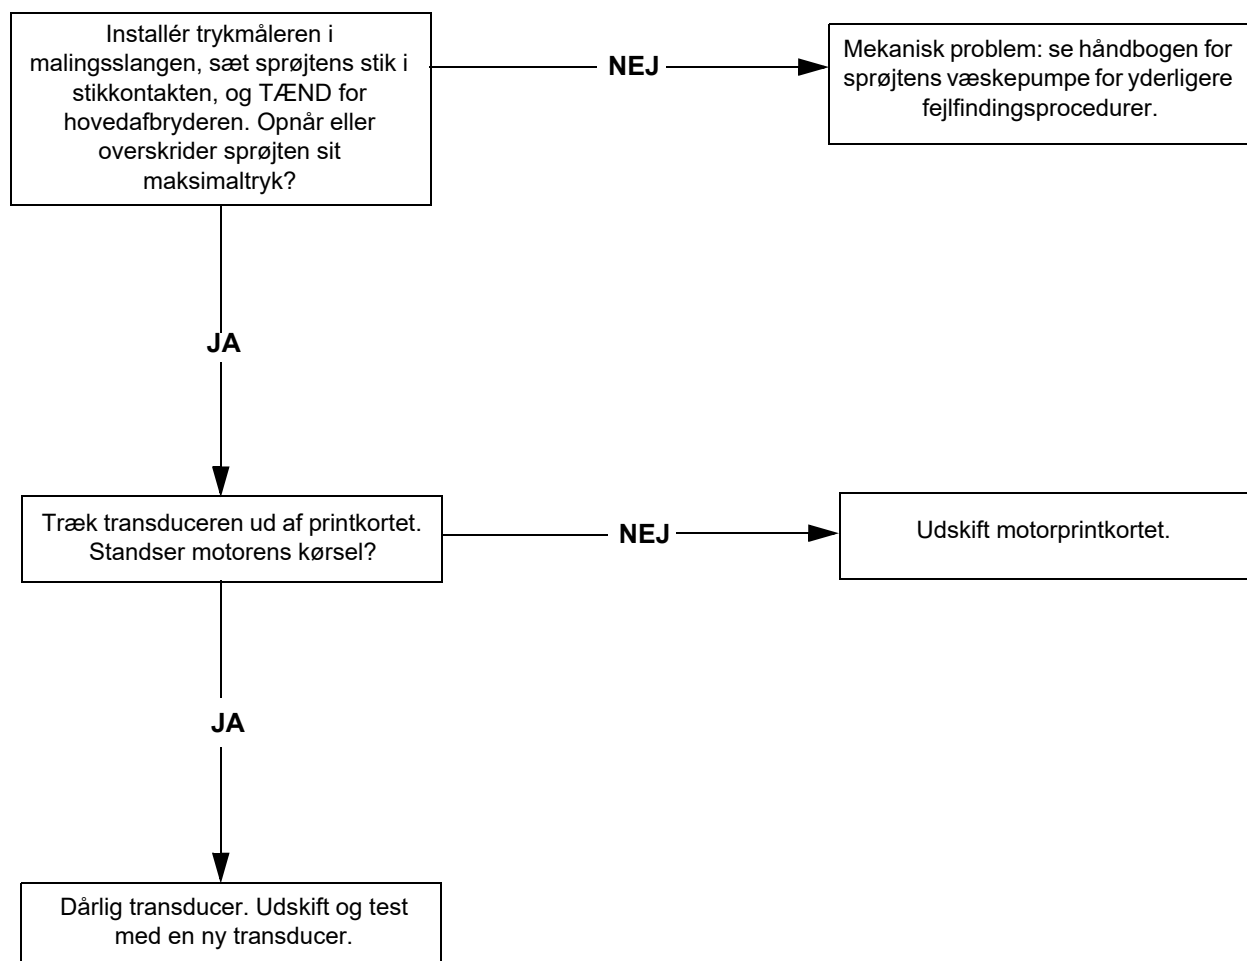 Installér trykmåleren i
malingsslangen, sæt sprøjtens stik i
stikkontakten, og TÆND for
hovedafbryderen. Opnår eller
overskrider sprøjten sit
maksimaltryk?
NEJ
Mekanisk problem: se håndbogen for
sprøjtens væskepumpe for yderligere
fejlfindingsprocedurer.
JA
Træk transduceren ud af printkortet.
Standser motorens kørsel?
NEJ
Udskift motorprintkortet.
JA
Dårlig transducer. Udskift og test
med en ny transducer.